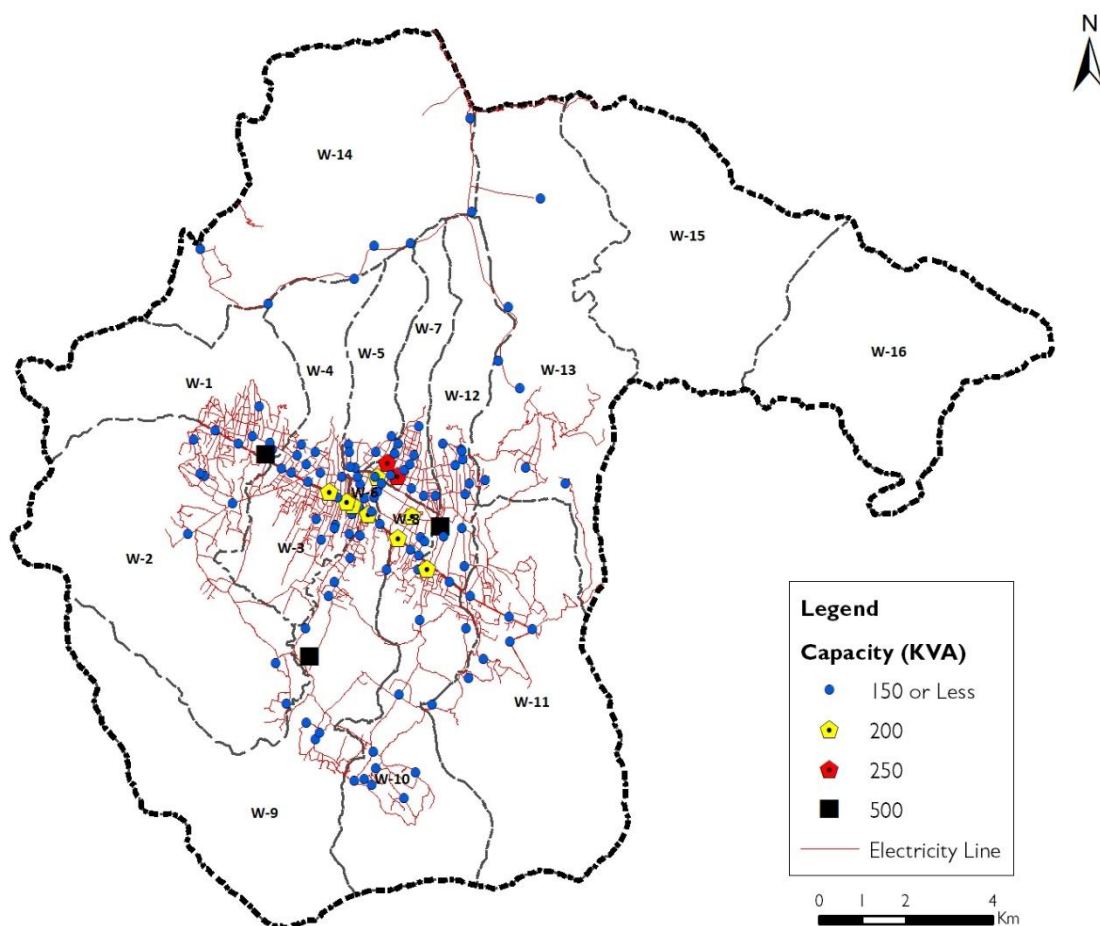 N
W-14
W-15
W-7
W-5
W-16
W-4
W-13
W-1
W-12
W-6
W-8
W-3
W-2
W-11
W-10
W-9
Legend
Capacity (KVA)
150 or Less
200
250
500
Electricity Line
0 1 2 4
Km